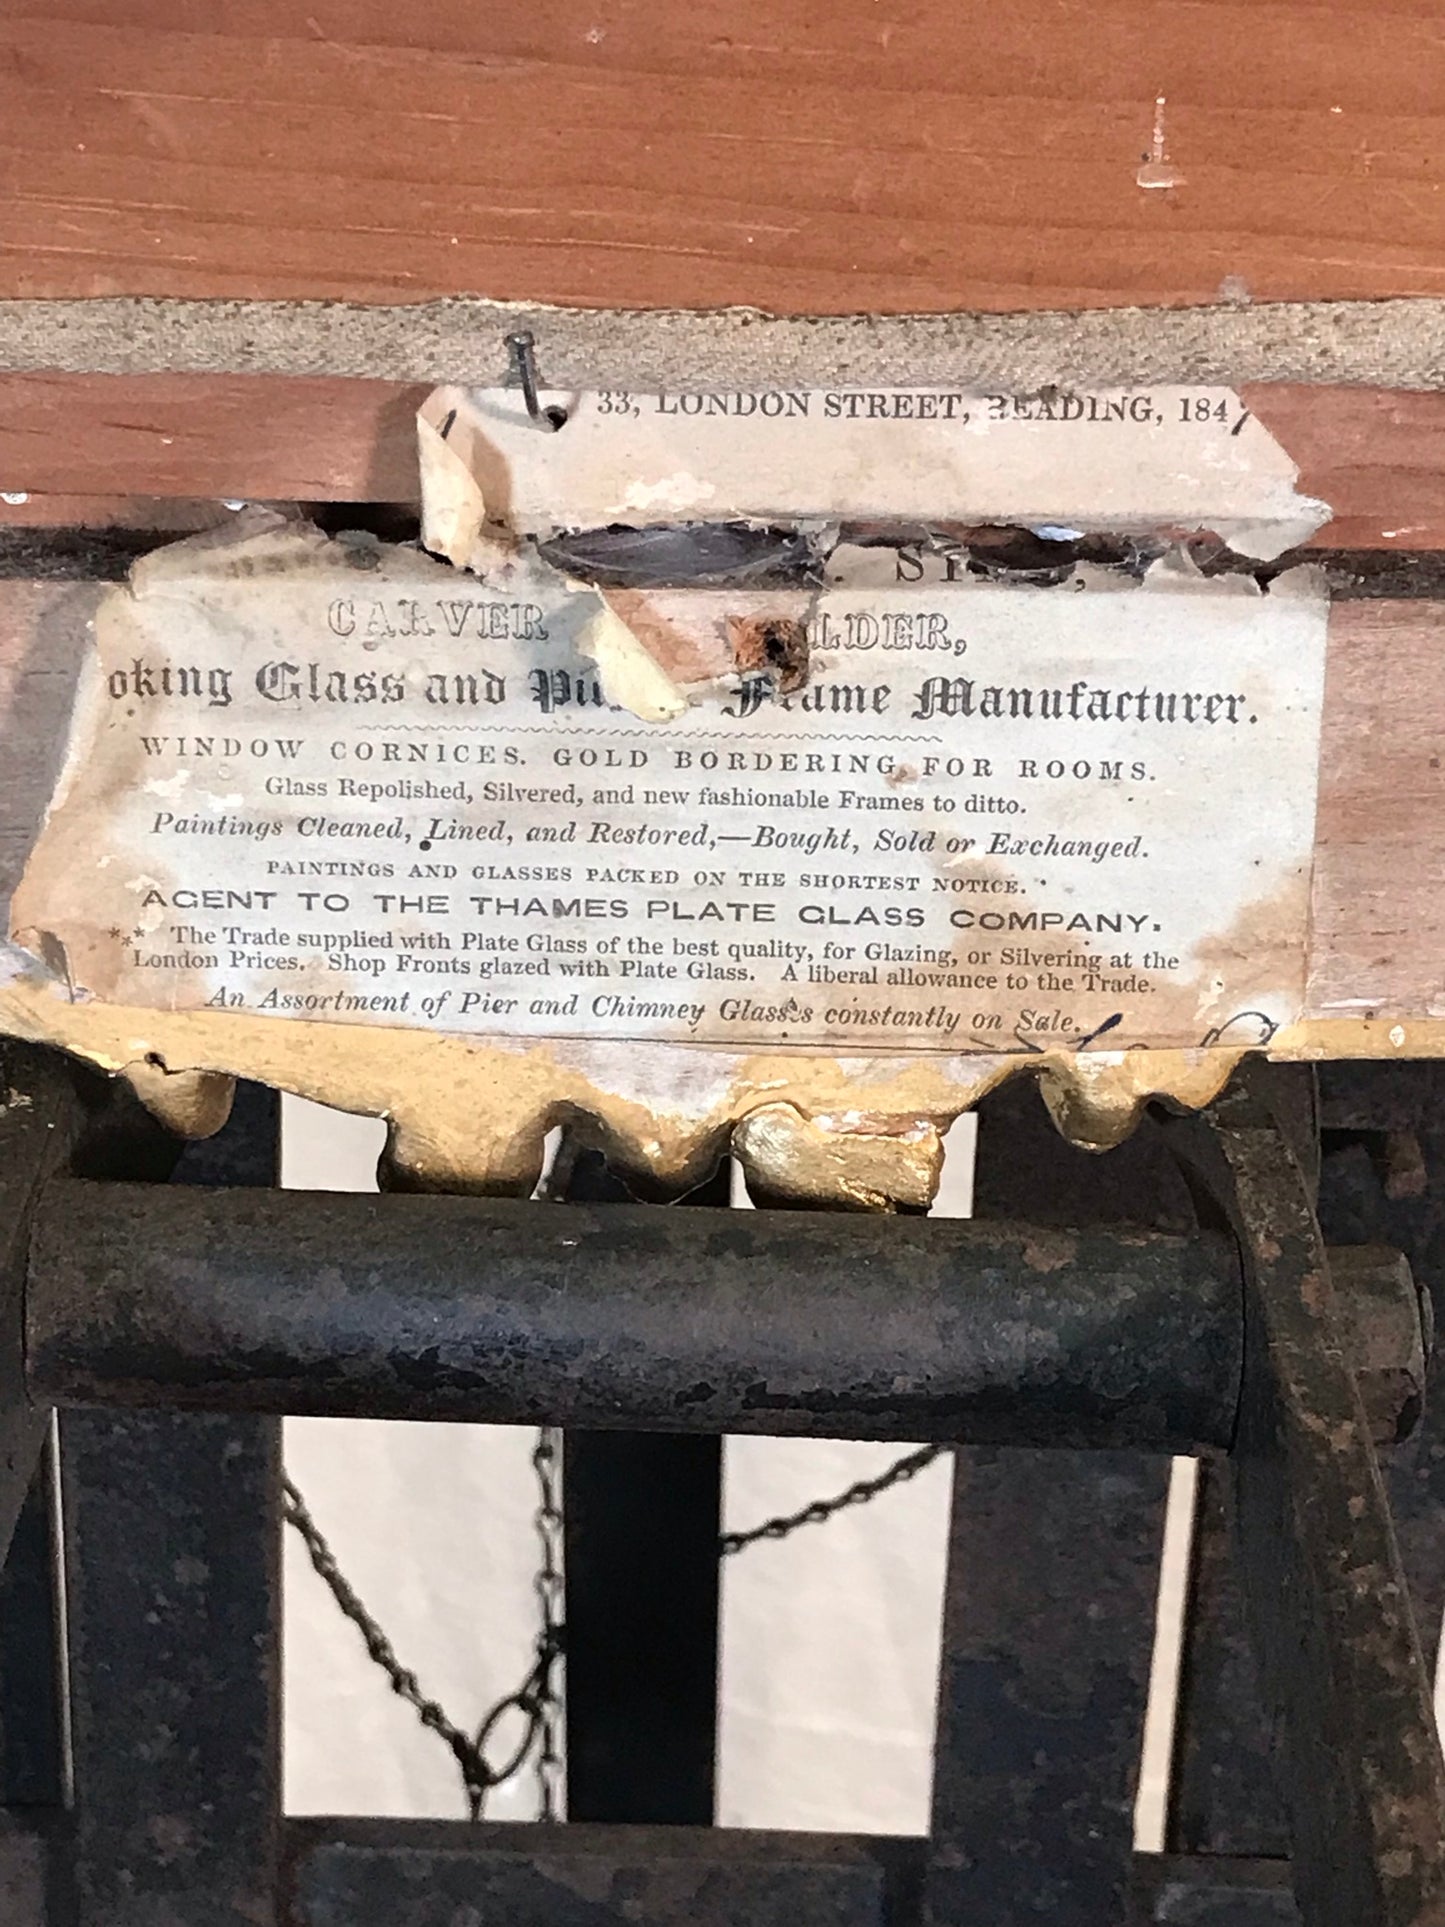 33, LONDON STREET, READING, 184
CARVER LDER,
oking Glass and Frame Manufacturer.
WINDOW CORNICES. GOLD BORDERING FOR ROOMS.
Glass Repolished, Silvered, and new fashionable Frames to ditto.
Paintings Cleaned, Lined, and Restored,—Bought, Sold or Exchanged.
PAINTINGS AND GLASSES PACKED ON THE SHORTEST NOTICE.
AGENT TO THE THAMES PLATE GLASS COMPANY.
*** The Trade supplied with Plate Glass of the best quality, for Glazing, or Silvering at the
London Prices. Shop Fronts glazed with Plate Glass. A liberal allowance to the Trade.
An Assortment of Pier and Chimney Glasses constantly on Sale.